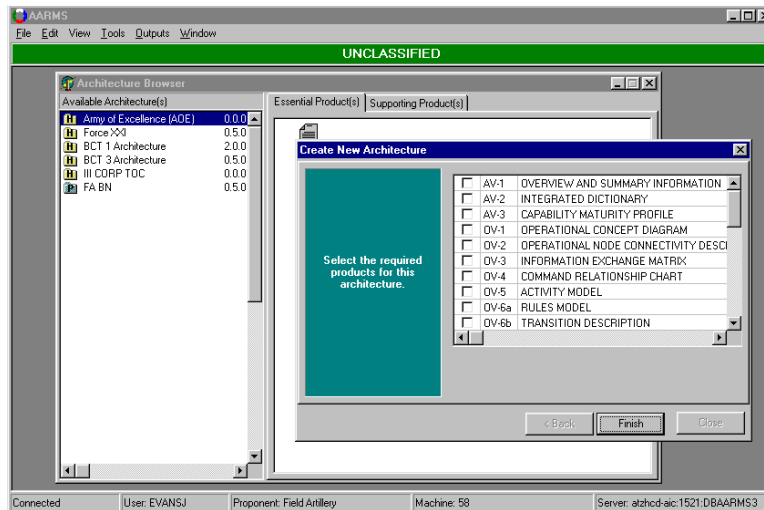 AARMS
File Edit View Tools Outputs Window
UNCLASSIFIED
Architecture Browser
Available Architecture(s)
H Army of Excellence (AOE) 0.0.0
H Force XXI 0.5.0
H BCT 1 Architecture 2.0.0
H BCT 3 Architecture 0.5.0
H III CORP TOC 0.0.0
P FA BN 0.5.0
Essential Product(s) Supporting Product(s)
Create New Architecture
Select the required
products for this
architecture.
AV-1 OVERVIEW AND SUMMARY INFORMATION
AV-2 INTEGRATED DICTIONARY
AV-3 CAPABILITY MATURITY PROFILE
OV-1 OPERATIONAL CONCEPT DIAGRAM
OV-2 OPERATIONAL NODE CONNECTIVITY DESCI
OV-3 INFORMATION EXCHANGE MATRIX
OV-4 COMMAND RELATIONSHIP CHART
OV-5 ACTIVITY MODEL
OV-6a RULES MODEL
OV-6b TRANSITION DESCRIPTION
< Back Finish Close
Connected User: EVANSJ Proponent: Field Artillery Machine: 58 Server: atzhcd-aic:1521:DBAARMS3